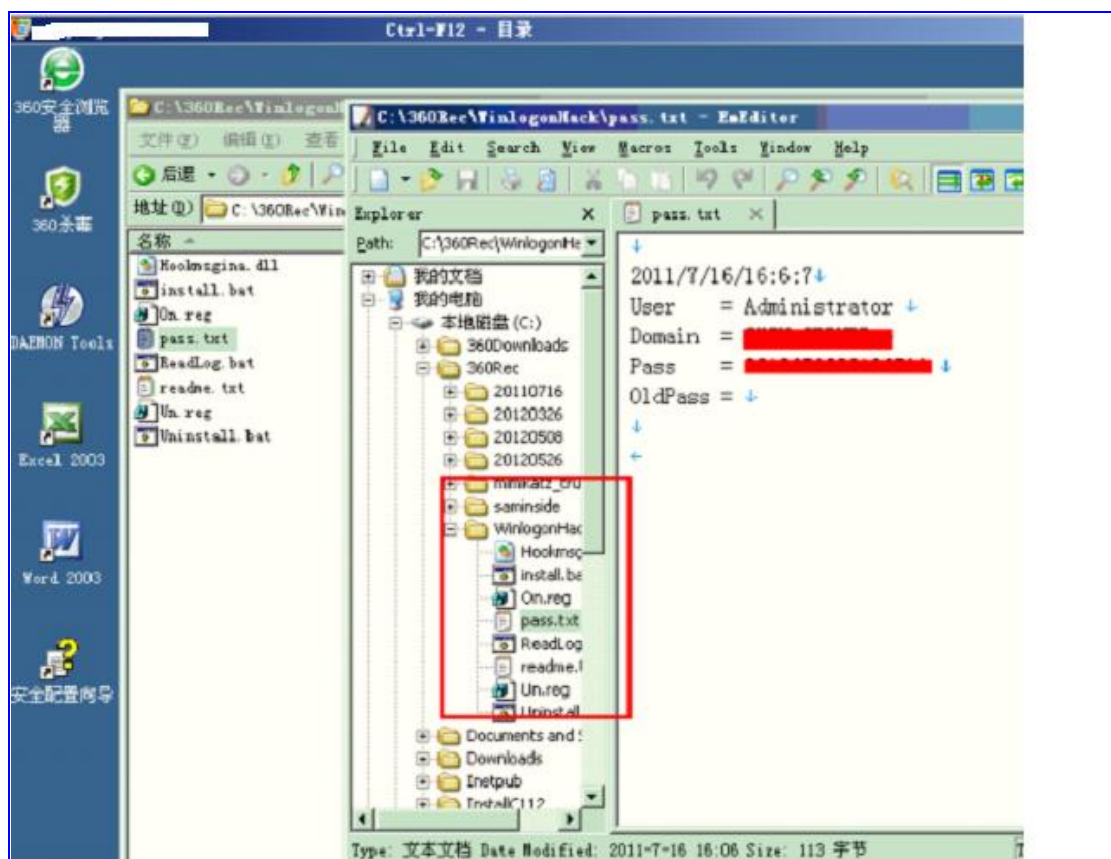 Ctrl-F12 - 目录
360安全浏览器
360杀毒
DAEMON Tools
Excel 2003
Word 2003
安全配置向导
C:\360Rec\WinlogonH
文件(F) 编辑(E) 查看
后退
地址(D) C:\360Rec\Win
名称
Hookmsgina.dll
install.bat
On.reg
pass.txt
ReadLog.bat
readme.txt
Un.reg
Uninstall.bat
C:\360Rec\WinlogonHack\pass.txt - EmEditor
File Edit Search View Macros Tools Window Help
Explorer
Path: C:\360Rec\WinlogonHa
我的文档
我的电脑
本地磁盘 (C:)
360Downloads
360Rec
20110716
20120326
20120508
20120526
mimikatz_cru
saminside
WinlogonHac
Hookmsg
install.ba
On.reg
pass.txt
ReadLog
readme.t
Un.reg
Uninstall
Documents and S
Downloads
Inetpub
InstallC112
pass.txt
↓
2011/7/16/16:6:7↓
User = Administrator ↓
Domain =
Pass = ↓
OldPass = ↓
↓
←
Type: 文本文档 Date Modified: 2011-7-16 16:06 Size: 113 字节